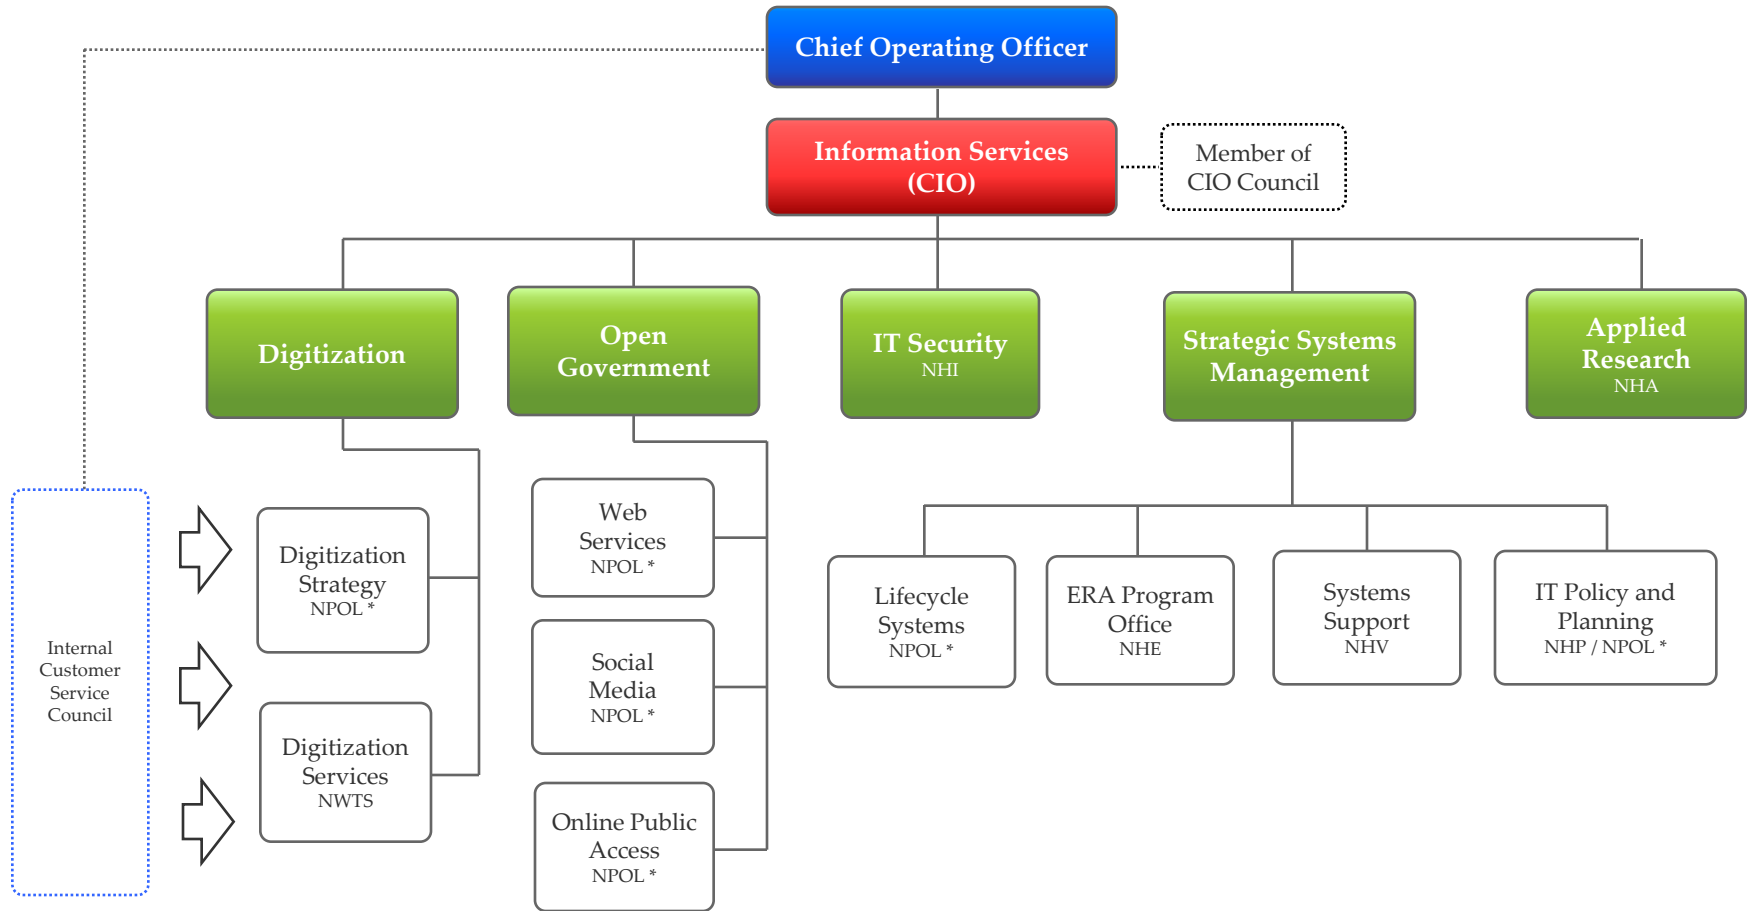 Chief Operating Officer
Information Services
(CIO)
Member of
CIO Council
Digitization
Open
Government
IT Security
NHI
Strategic Systems
Management
Applied
Research
NHA
Internal
Customer
Service
Council
Digitization
Strategy
NPOL *
Digitization
Services
NWTS
Web
Services
NPOL *
Social
Media
NPOL *
Online Public
Access
NPOL *
Lifecycle
Systems
NPOL *
ERA Program
Office
NHE
Systems
Support
NHV
IT Policy and
Planning
NHP / NPOL *